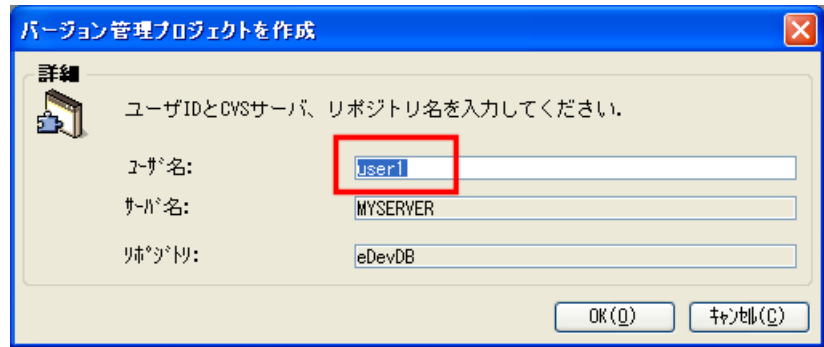 バージョン管理プロジェクトを作成
詳細
ユーザIDとCVSサーバ、リポジトリ名を入力してください.
ﾕｰｻﾞ名: user1
ｻｰﾊﾞ名: MYSERVER
ﾘﾎﾟｼﾞﾄﾘ: eDevDB
OK(O) ｷｬﾝｾﾙ(C)